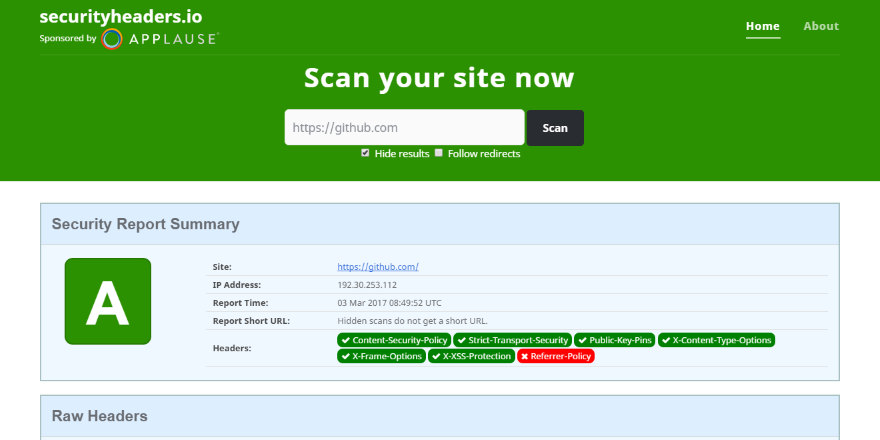 securityheaders.io
Sponsored by APPLAUSE
Home About
Scan your site now
https://github.com Scan
Hide results Follow redirects
Security Report Summary
A
Site: https://github.com/
IP Address: 192.30.253.112
Report Time: 03 Mar 2017 08:49:52 UTC
Report Short URL: Hidden scans do not get a short URL.
Headers: Content-Security-Policy Strict-Transport-Security Public-Key-Pins X-Content-Type-Options
X-Frame-Options X-XSS-Protection Referrer-Policy
Raw Headers